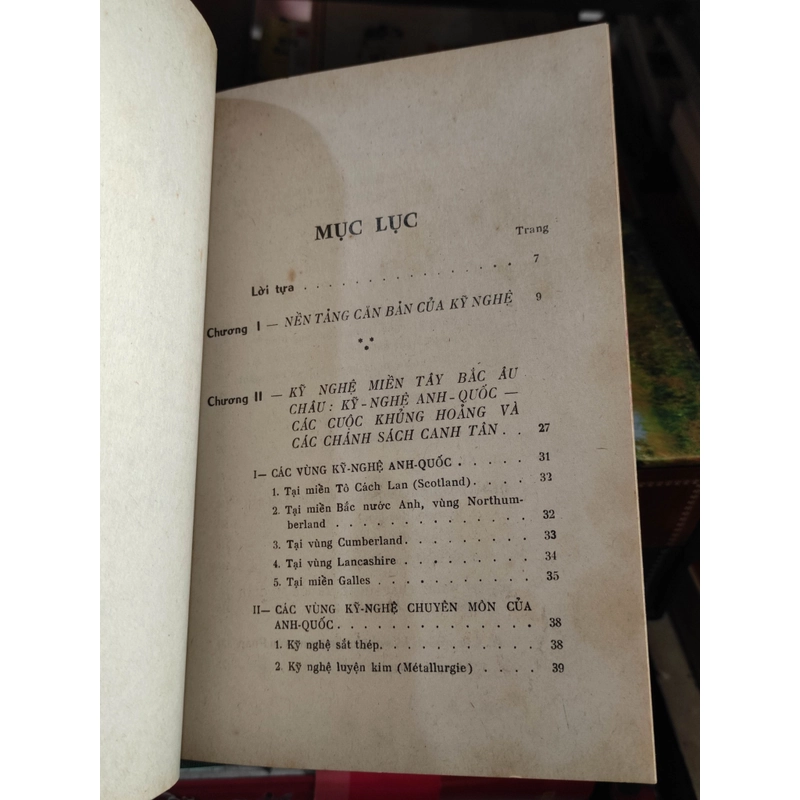 MỤC LỤC
Trang
Lời tựa . . . . . . . . . . . . . . . . 7
Chương I — NỀN TẢNG CĂN BẢN CỦA KỸ NGHỆ 9
Chương II — KỸ NGHỆ MIỀN TÂY BẮC ÂU
CHÂU : KỸ-NGHỆ ANH-QUỐC —
CÁC CUỘC KHỦNG HOẢNG VÀ
CÁC CHÁNH SÁCH CANH TÂN . . 27
I— CÁC VÙNG KỸ-NGHỆ ANH-QUỐC . . . . . 31
1. Tại miền Tô Cách Lan (Scotland) . . . . 32
2. Tại miền Bắc nước Anh, vùng Northum-
berland . . . . . . . . . . . . . . 32
3. Tại vùng Cumberland . . . . . . . . . 33
4. Tại vùng Lancashire . . . . . . . . . 34
5. Tại miền Galles . . . . . . . . . . . 35
II— CÁC VÙNG KỸ-NGHỆ CHUYÊN MÔN CỦA
ANH-QUỐC . . . . . . . . . . . . . . . 38
1. Kỹ nghệ sắt thép . . . . . . . . . . . 38
2. Kỹ nghệ luyện kim (Métallurgie) . . . . 39